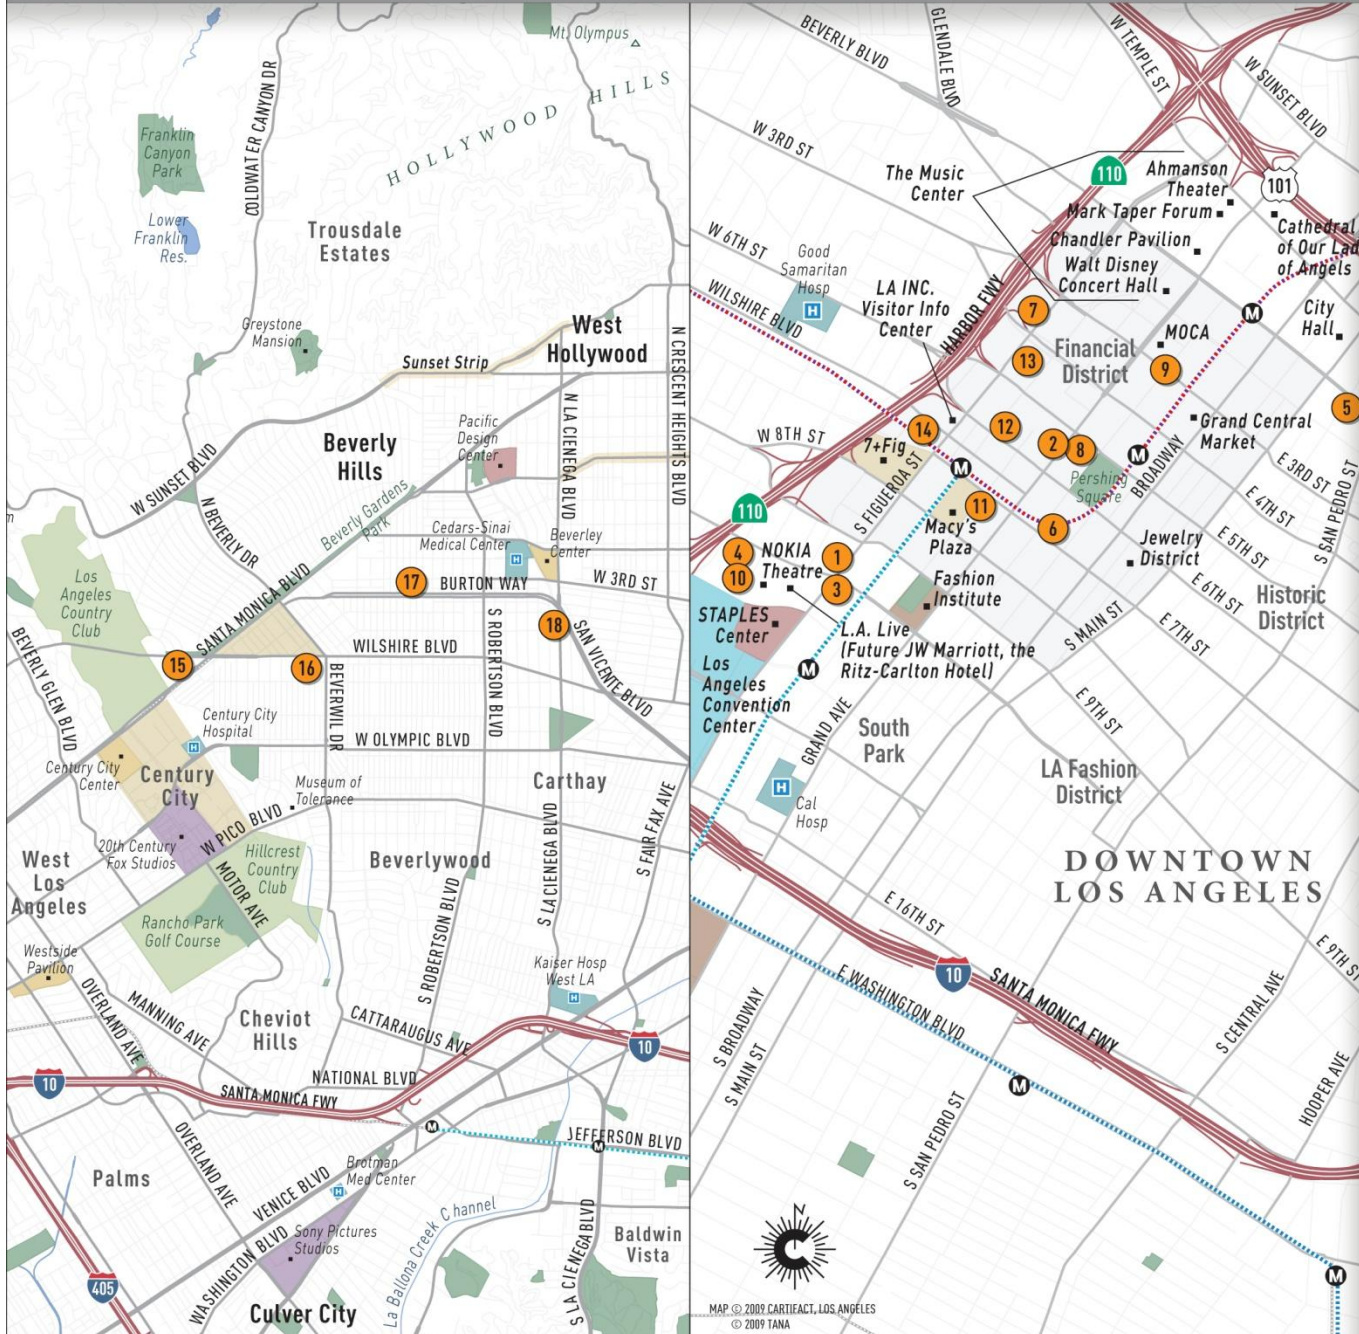 Mt. Olympus
HOLLYWOOD HILLS
COLDWATER CANYON DR
Franklin
Canyon
Park
Lower
Franklin
Res.
Trousdale
Estates
Greystone
Mansion
West
Hollywood
Sunset Strip
N CRESCENT HEIGHTS BLVD
N LA CIENEGA BLVD
Pacific
Design
Center
Beverly
Hills
W SUNSET BLVD
N BEVERLY DR
Beverly Gardens
Park
Cedars-Sinai
Medical Center
H
Beverley
Center
m
Los
Angeles
Country
Club
SANTA MONICA BLVD
17
BURTON WAY
W 3RD ST
18
BEVERLY GLEN BLVD
15
16
WILSHIRE BLVD
S ROBERTSON BLVD
SAN VICENTE BLVD
BEVERWIL DR
Century City
Hospital
H
W OLYMPIC BLVD
Century City
Center
Century
City
Museum of
Tolerance
Carthay
20th Century
Fox Studios
W PICO BLVD
S FAIR FAX AVE
West
Los
Angeles
MOTOR AVE
Hillcrest
Country
Club
Beverlywood
S LA CIENEGA BLVD
Rancho Park
Golf Course
Westside
Pavilion
S ROBERTSON BLVD
Kaiser Hosp
West LA
H
OVERLAND AVE
MANNING AVE
Cheviot
Hills
CATTARAUGUS AVE
10
10
NATIONAL BLVD
SANTA MONICA FWY
M
JEFFERSON BLVD
M
OVERLAND AVE
Palms
VENICE BLVD
Brotman
Med Center
H
La Ballona Creek Channel
WASHINGTON BLVD
Sony Pictures
Studios
S LA CIENEGA BLVD
Baldwin
Vista
405
Culver City
BEVERLY BLVD
GLENDALE BLVD
W TEMPLE ST
W SUNSET BLVD
W 3RD ST
The Music
Center
110
Ahmanson
Theater
101
Mark Taper Forum
Chandler Pavilion
Walt Disney
Concert Hall
Cathedral
of Our Lad
of Angels
W 6TH ST
Good
Samaritan
Hosp
H
LA INC.
Visitor Info
Center
HARBOR FWY
WILSHIRE BLVD
7
M
City
Hall
MOCA
Financial
District
13
9
5
W 8TH ST
14
12
2
8
Grand Central
Market
7+Fig
M
M
Pershing
Square
BROADWAY
E 3RD ST
E 4TH ST
S SAN PEDRO ST
110
S FIGUEROA ST
11
Macy's
Plaza
6
Jewelry
District
E 5TH ST
E 6TH ST
4
10
NOKIA
Theatre
1
3
Fashion
Institute
Historic
District
STAPLES
Center
L.A. Live
(Future JW Marriott, the
Ritz-Carlton Hotel)
S MAIN ST
E 7TH ST
Los
Angeles
Convention
Center
M
GRAND AVE
South
Park
E 9TH ST
LA Fashion
District
H
Cal
Hosp
DOWNTOWN
LOS ANGELES
E 16TH ST
10
SANTA MONICA FWY
E 9TH ST
E WASHINGTON BLVD
S CENTRAL AVE
S BROADWAY
S MAIN ST
M
HOOPER AVE
S SAN PEDRO ST
N
C
M
MAP © 2009 CARTIFACT, LOS ANGELES
© 2009 TANA